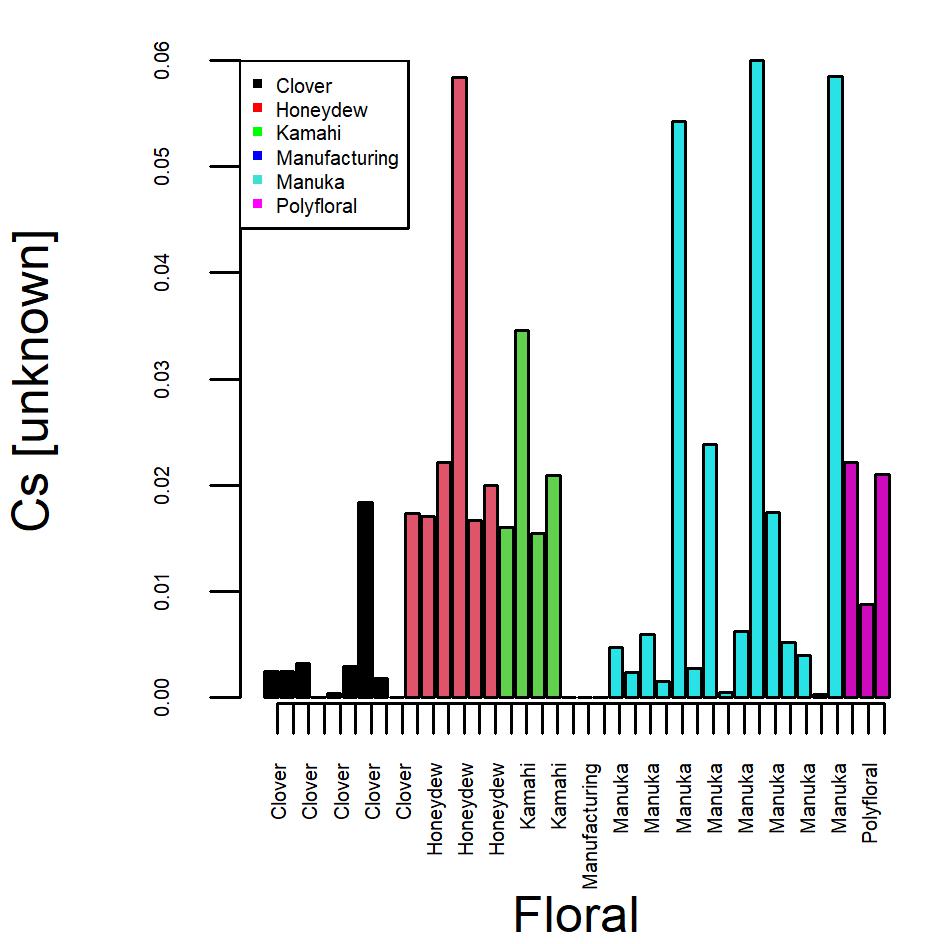 Cs [unknown]
0.06
0.05
0.04
0.03
0.02
0.01
0.00
Clover
Honeydew
Kamahi
Manufacturing
Manuka
Polyfloral
Clover
Clover
Clover
Clover
Clover
Honeydew
Honeydew
Honeydew
Kamahi
Kamahi
Manufacturing
Manuka
Manuka
Manuka
Manuka
Manuka
Manuka
Manuka
Manuka
Polyfloral
Floral